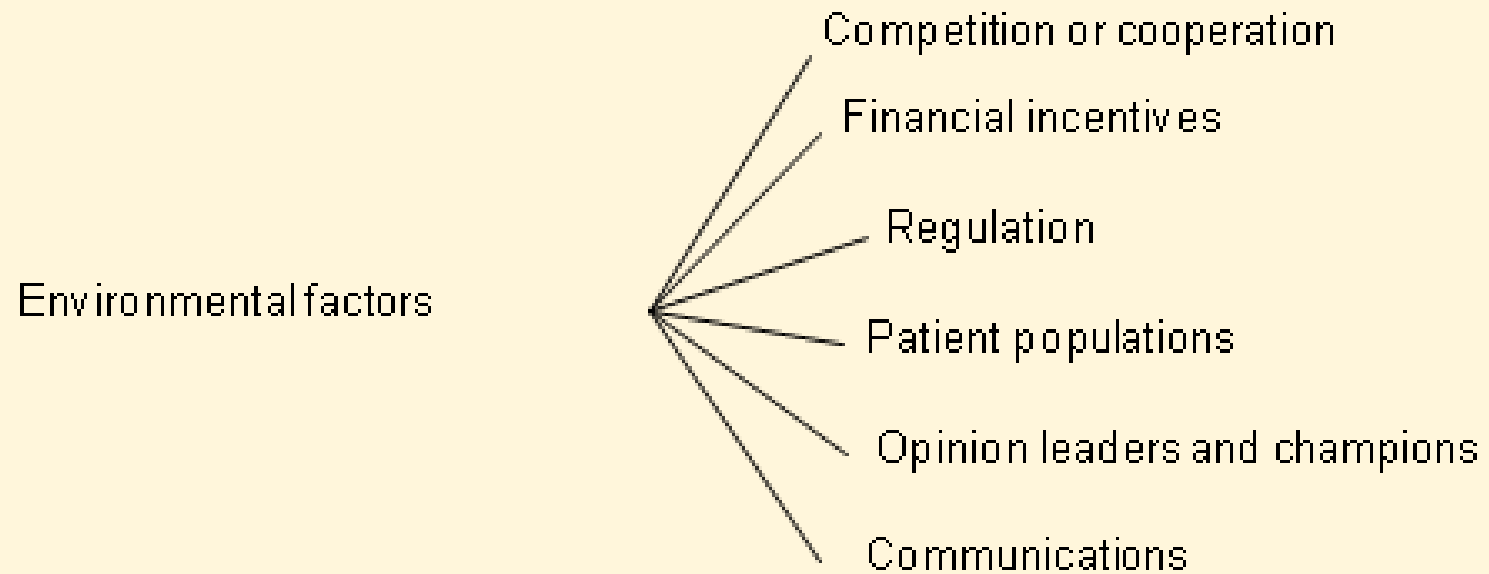 Competition or cooperation
Financial incentives
Regulation
Environmental factors
Patient populations
Opinion leaders and champions
Communications